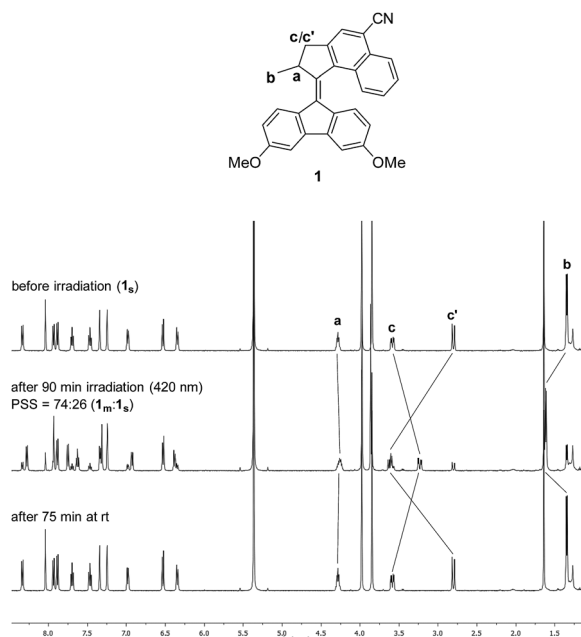 CN
c/c'
b
a
MeO
OMe
1
before irradiation (1s)
a
c
c'
b
after 90 min irradiation (420 nm)
PSS = 74:26 (1m:1s)
after 75 min at rt
8.0 7.5 7.0 6.5 6.0 5.5 5.0 4.5 4.0 3.5 3.0 2.5 2.0 1.5